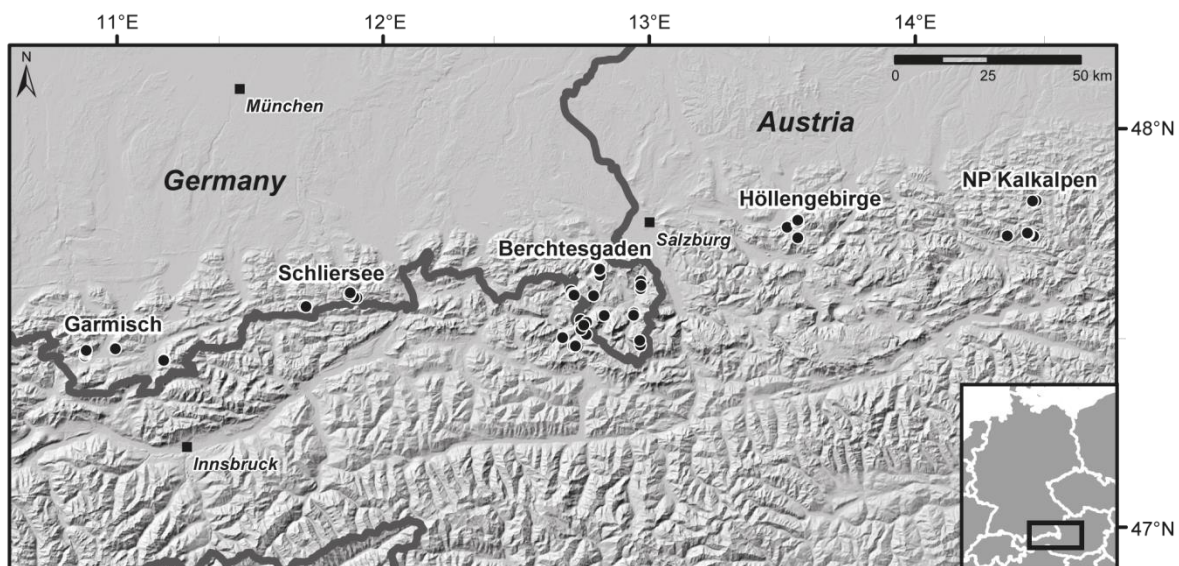 11°E 12°E 13°E 14°E
N
0 25 50 km
München
Austria
48°N
Germany
NP Kalkalpen
Höllengebirge
Salzburg
Berchtesgaden
Schliersee
Garmisch
Innsbruck
47°N